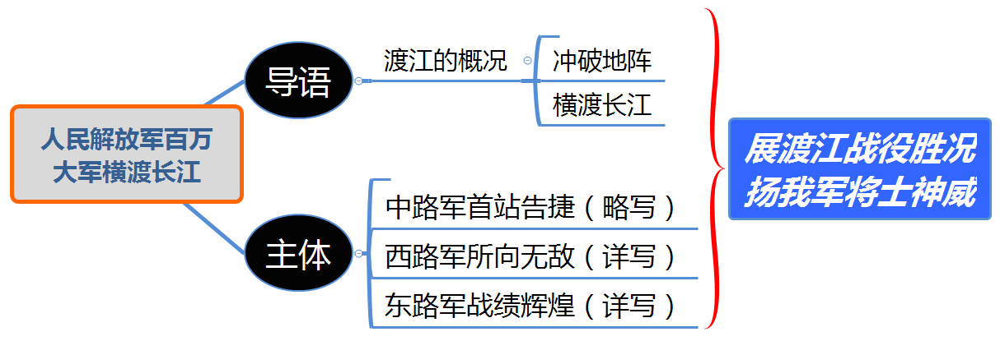 人民解放军百万
大军横渡长江
导语
渡江的概况
冲破地阵
横渡长江
主体
中路军首站告捷（略写）
西路军所向无敌（详写）
东路军战绩辉煌（详写）
展渡江战役胜况
扬我军将士神威